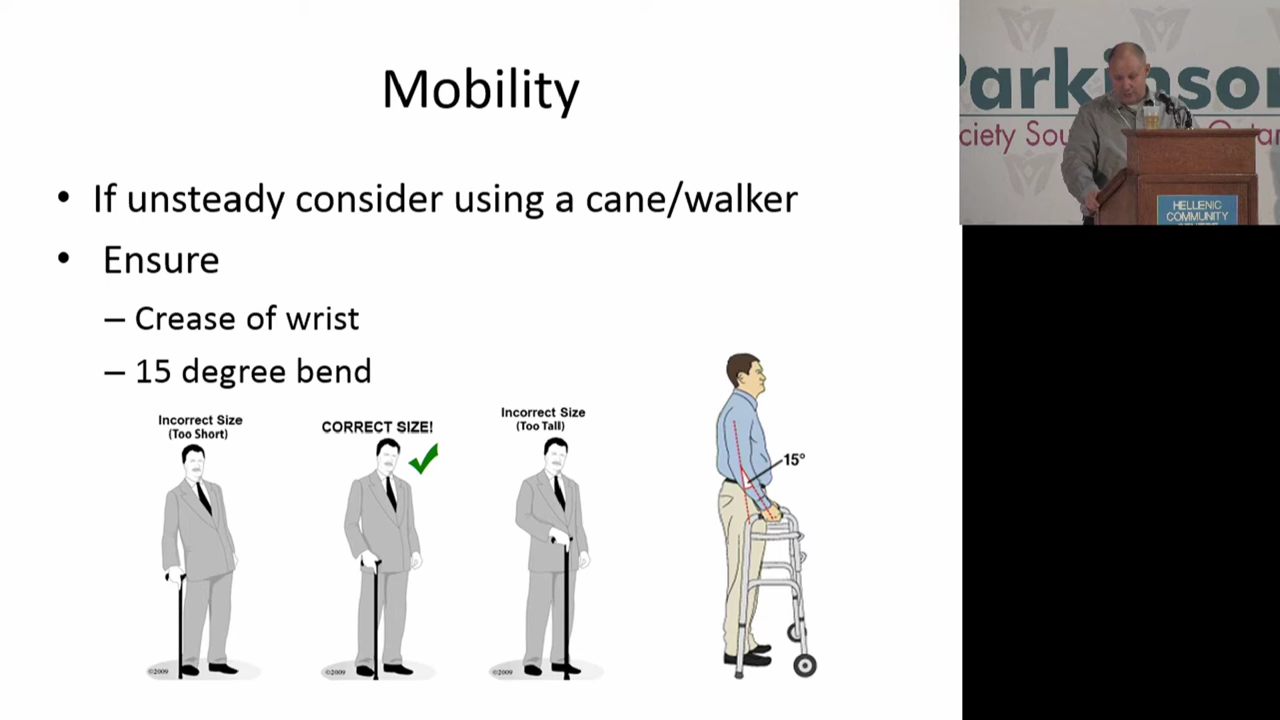 Mobility
• If unsteady consider using a cane/walker
• Ensure
– Crease of wrist
– 15 degree bend
Incorrect Size
(Too Short)
CORRECT SIZE!
Incorrect Size
(Too Tall)
15°
©2009
©2009
©2009
Parkinson
ciety Sou
Onta
HELLENIC
COMMUNITY